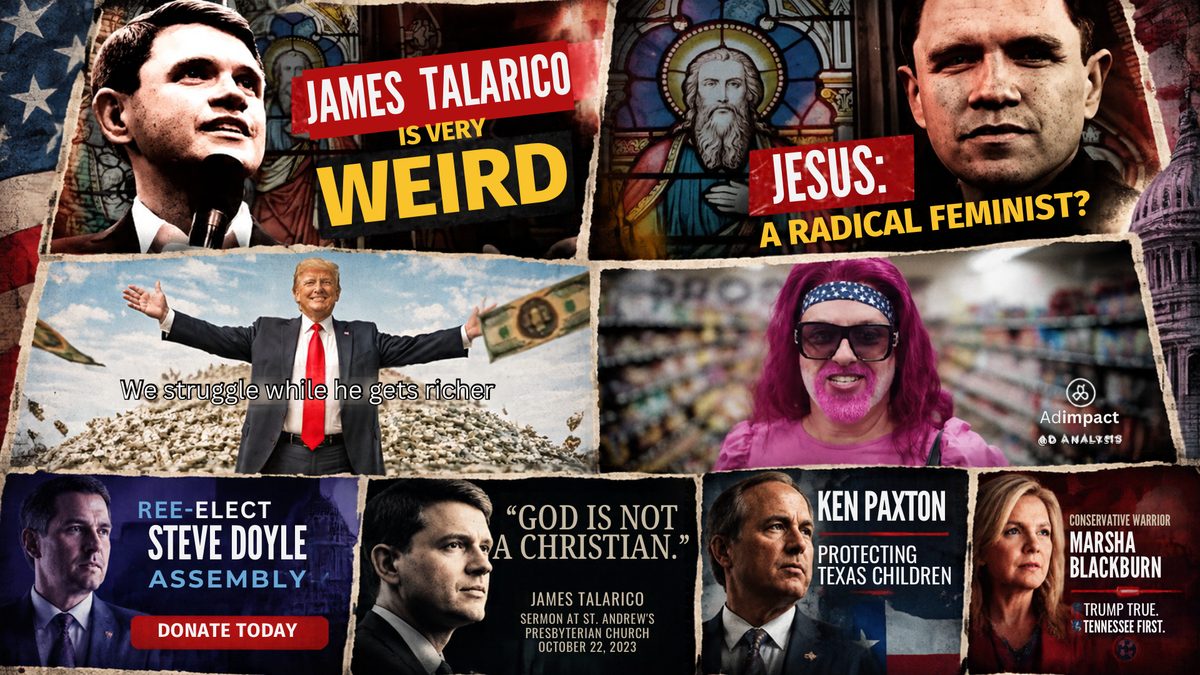 JAMES TALARICO
IS VERY
WEIRD
JESUS:
A RADICAL FEMINIST?
We struggle while he gets richer
Adimpact
AD ANALYSIS
REE-ELECT
STEVE DOYLE
ASSEMBLY
DONATE TODAY
“GOD IS NOT
A CHRISTIAN.”
JAMES TALARICO
SERMON AT ST. ANDREW'S
PRESBYTERIAN CHURCH
OCTOBER 22, 2023
KEN PAXTON
PROTECTING
TEXAS CHILDREN
CONSERVATIVE WARRIOR
MARSHA
BLACKBURN
TRUMP TRUE.
TENNESSEE FIRST.